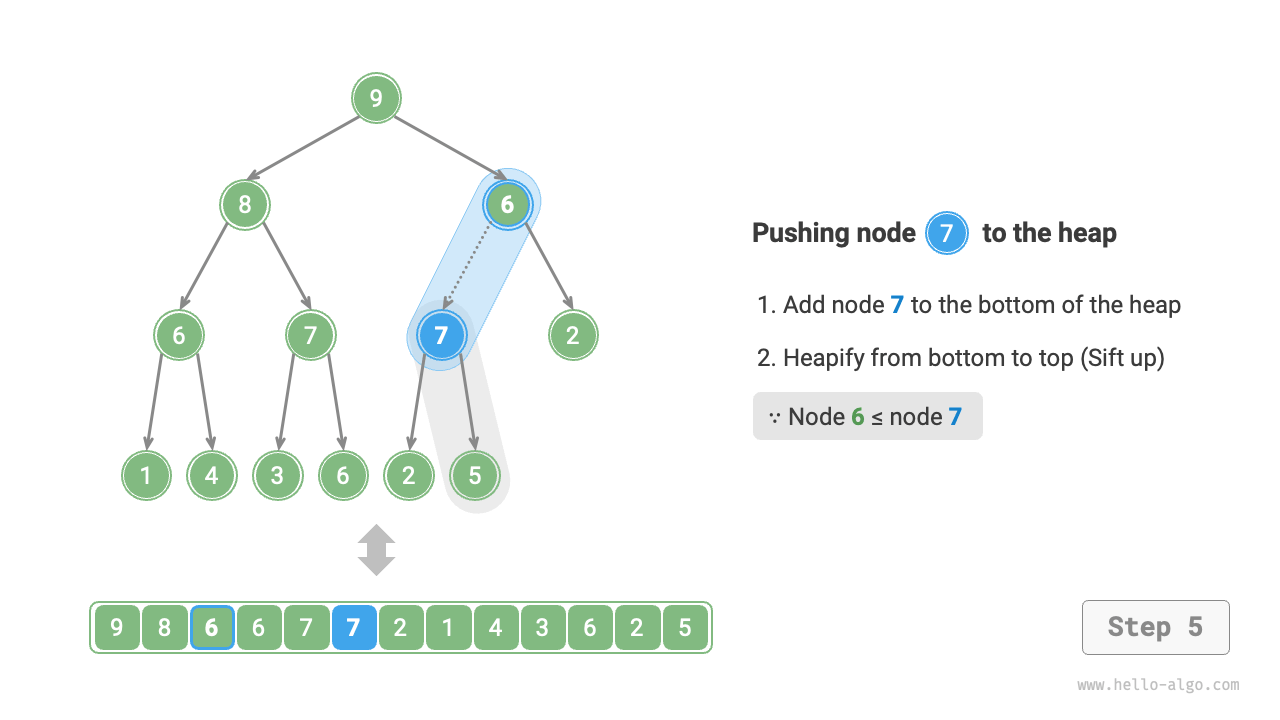 9
8 6
6 7 7 2
1 4 3 6 2 5
9 8 6 6 7 7 2 1 4 3 6 2 5
Pushing node 7 to the heap
1. Add node 7 to the bottom of the heap
2. Heapify from bottom to top (Sift up)
∵ Node 6 ≤ node 7
Step 5
www.hello-algo.com